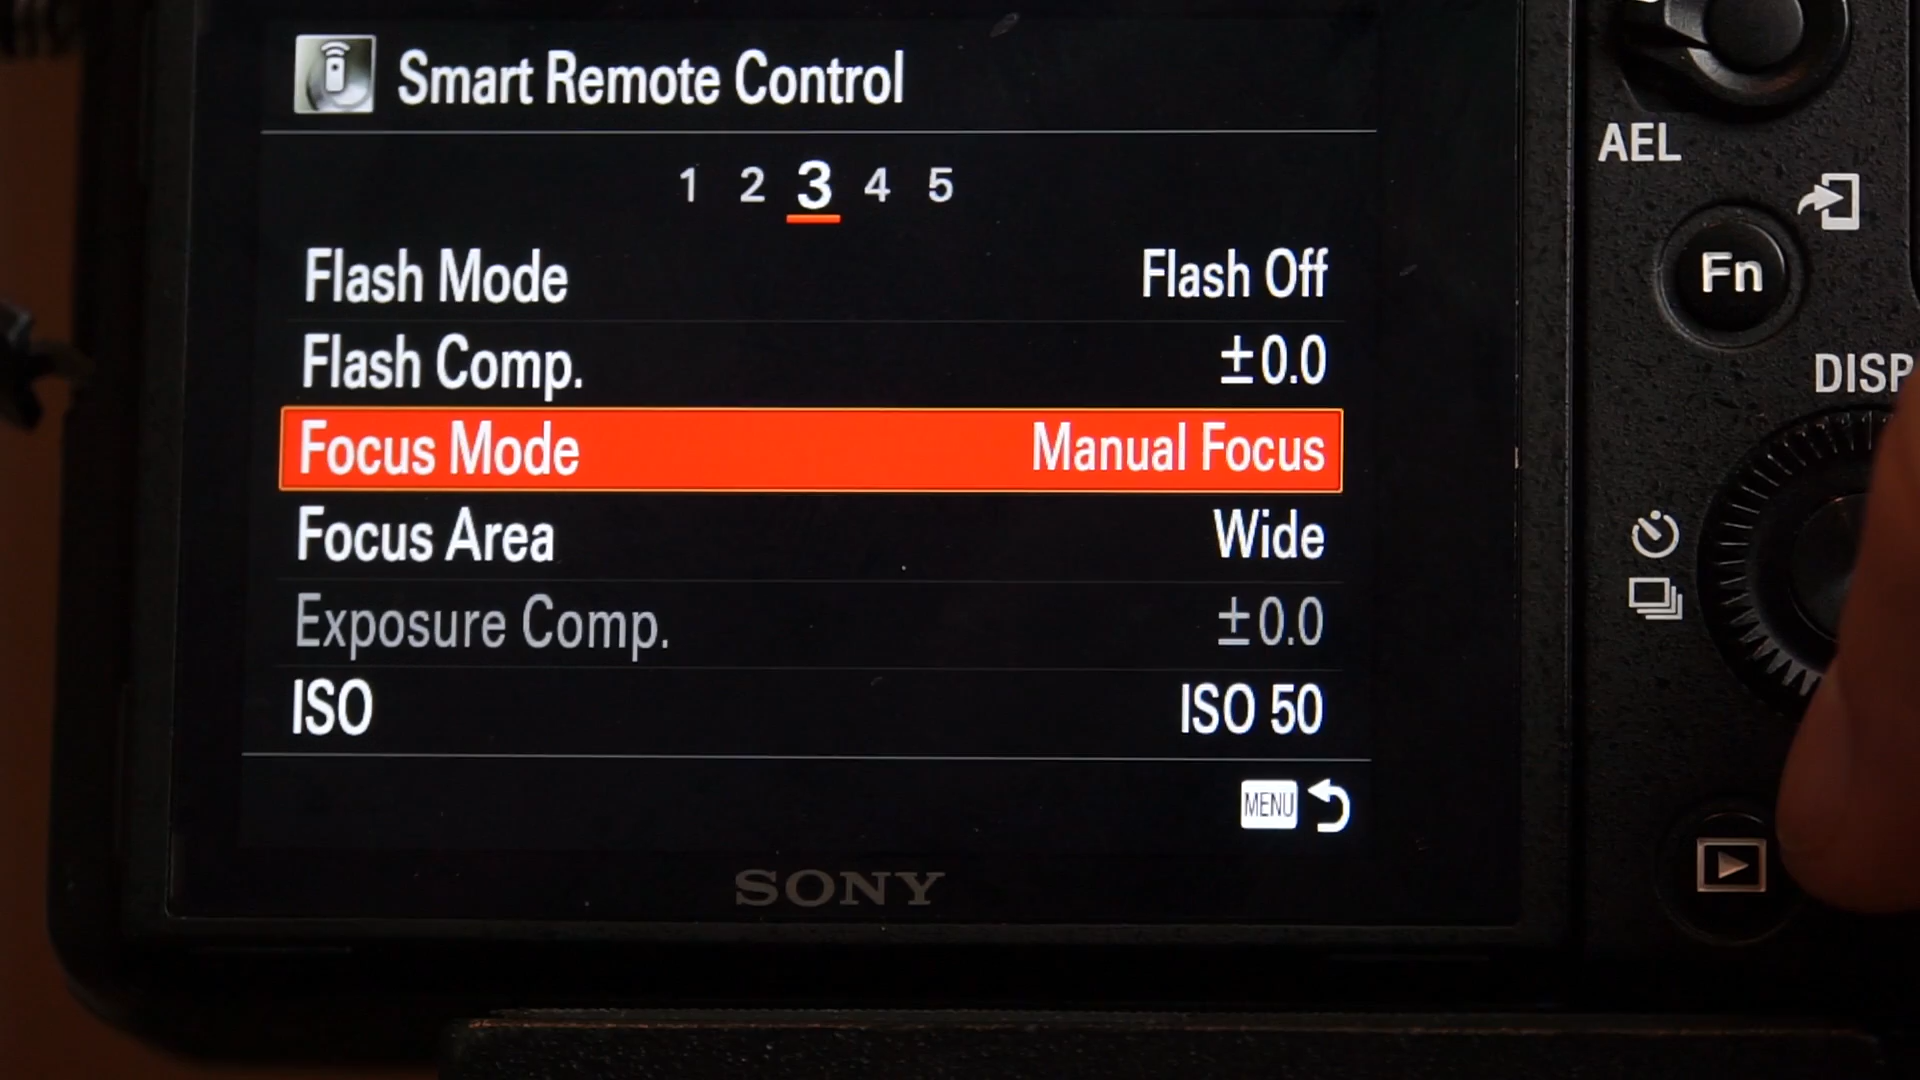 Smart Remote Control
1 2 3 4 5
Flash Mode Flash Off
Flash Comp. ±0.0
Focus Mode Manual Focus
Focus Area Wide
Exposure Comp. ±0.0
ISO ISO 50
MENU
SONY
AEL
Fn
DISP